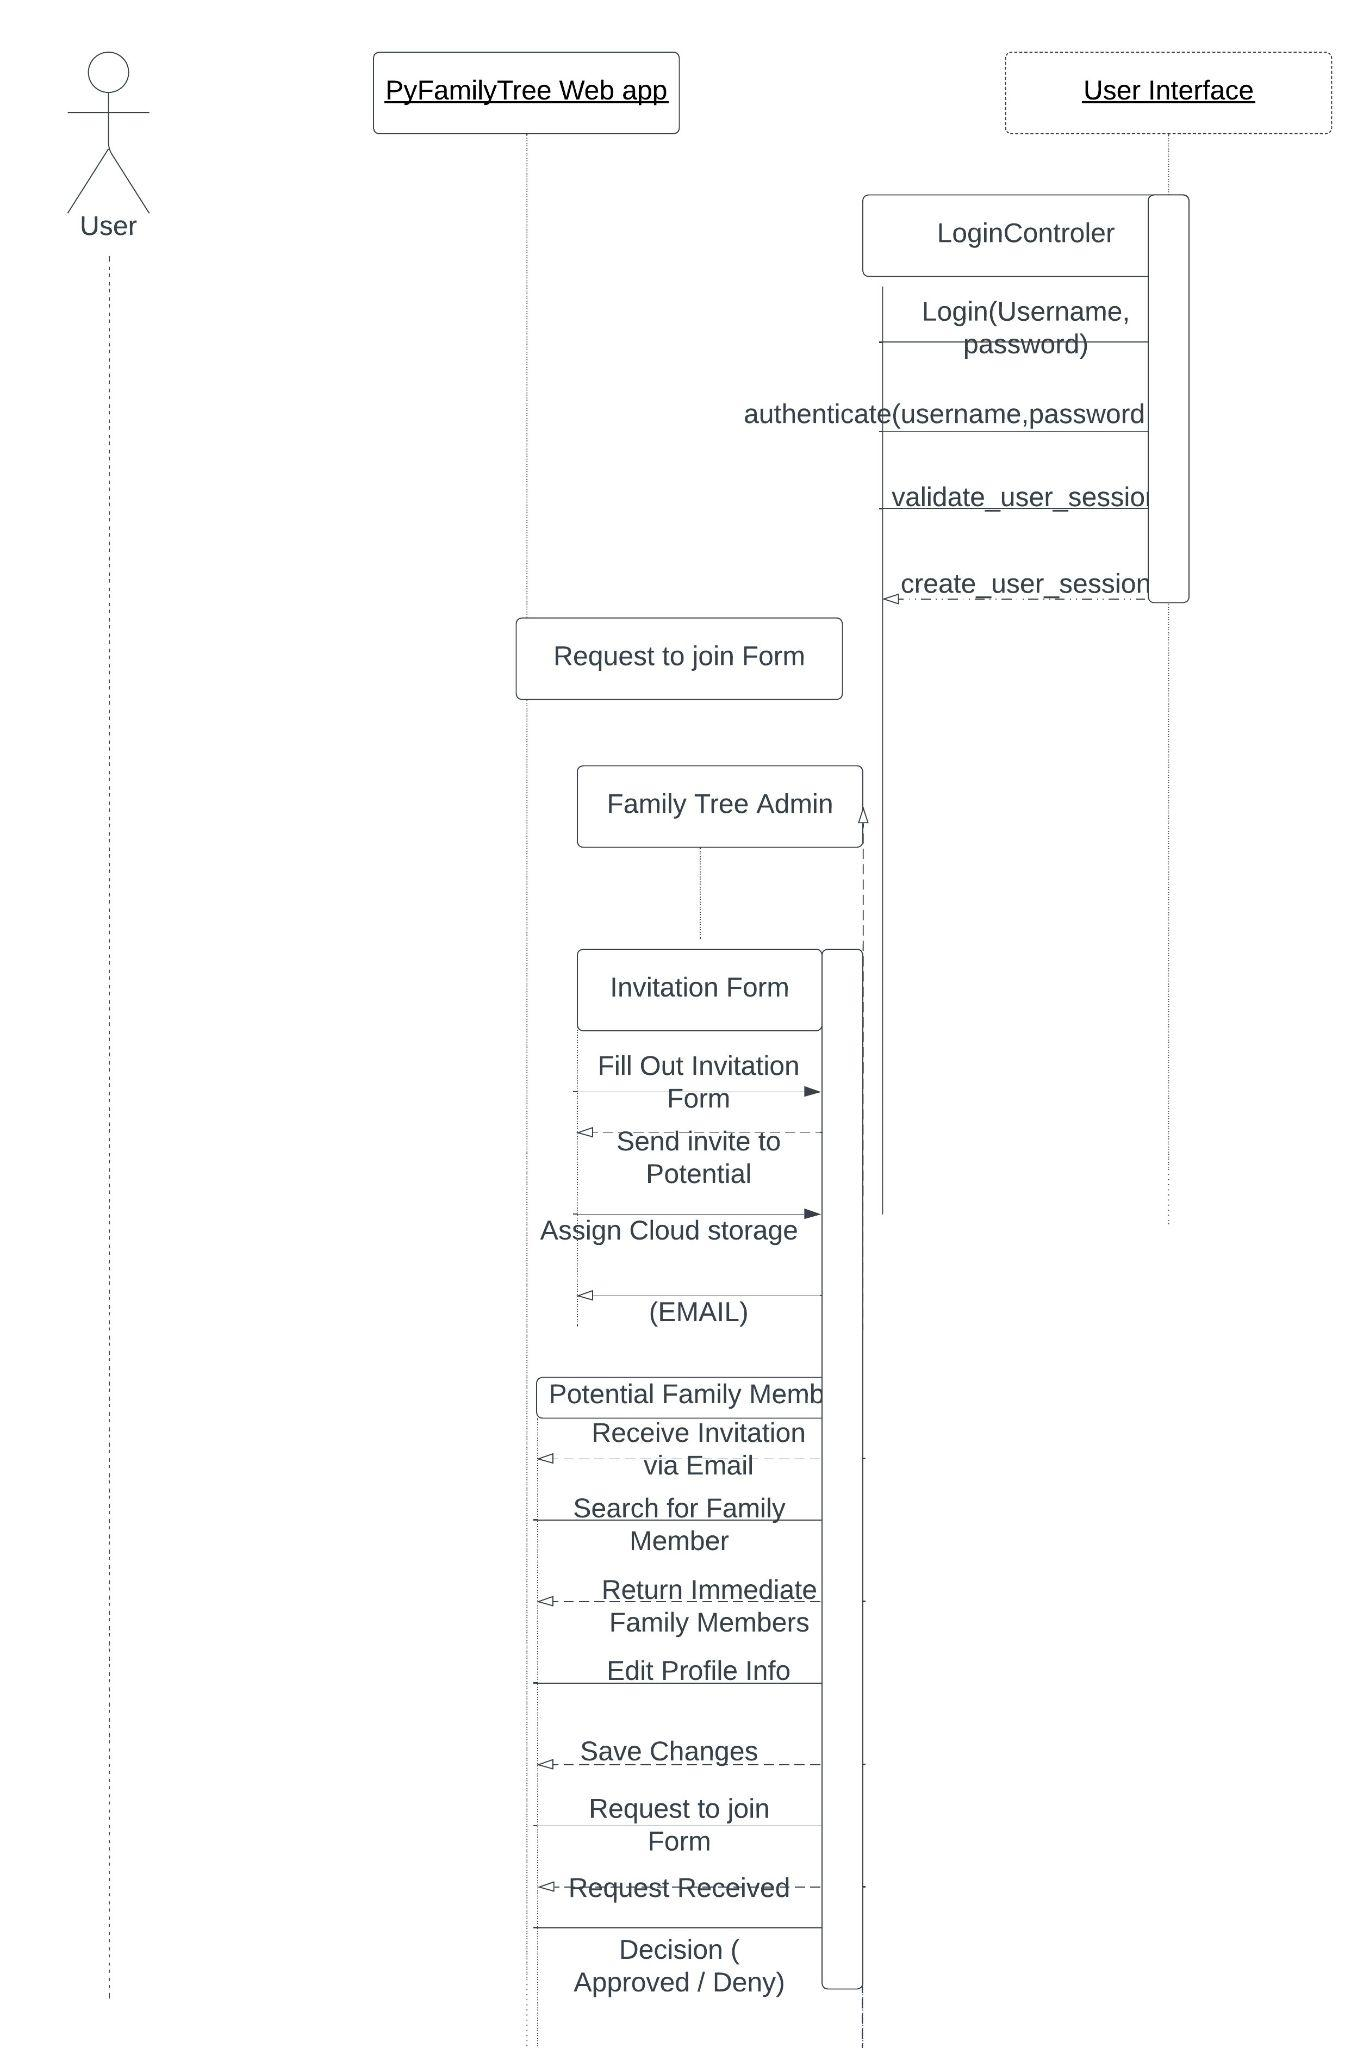 PyFamilyTree Web app
User Interface
User
LoginControler
Login(Username,
password)
authenticate(username,password
validate_user_session
create_user_session
Request to join Form
Family Tree Admin
Invitation Form
Fill Out Invitation
Form
Send invite to
Potential
Assign Cloud storage
(EMAIL)
Potential Family Memb
Receive Invitation
via Email
Search for Family
Member
Return Immediate
Family Members
Edit Profile Info
Save Changes
Request to join
Form
Request Received
Decision (
Approved / Deny)